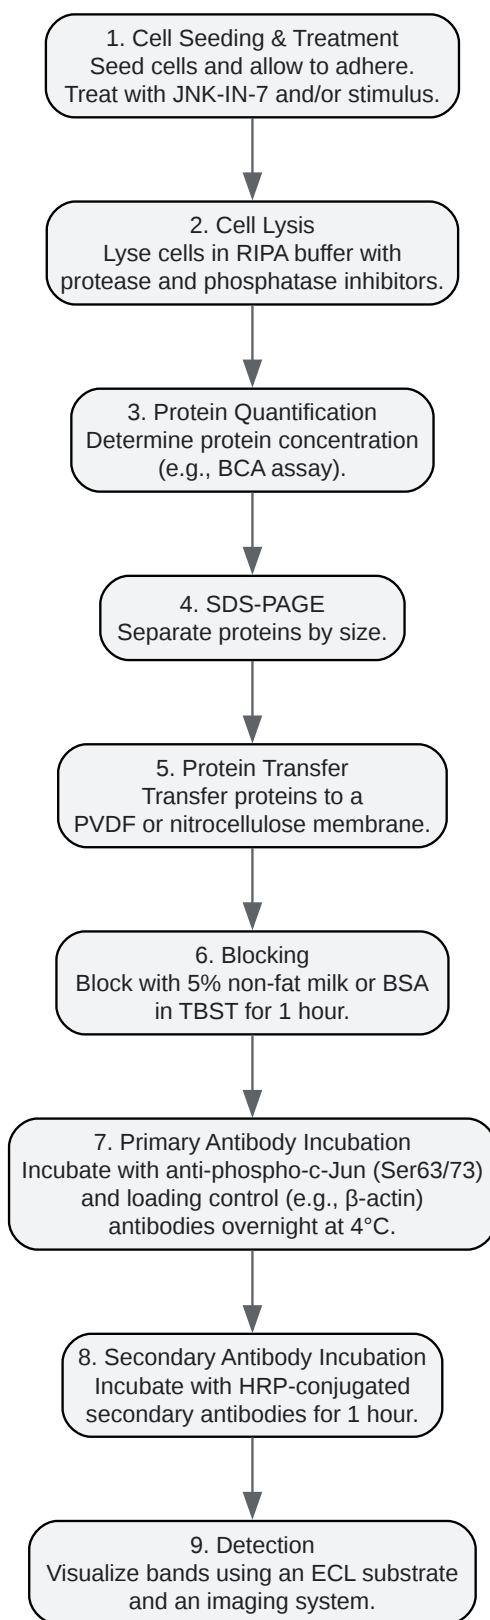 1. Cell Seeding & Treatment
Seed cells and allow to adhere.
Treat with JNK-IN-7 and/or stimulus.
2. Cell Lysis
Lyse cells in RIPA buffer with
protease and phosphatase inhibitors.
3. Protein Quantification
Determine protein concentration
(e.g., BCA assay).
4. SDS-PAGE
Separate proteins by size.
5. Protein Transfer
Transfer proteins to a
PVDF or nitrocellulose membrane.
6. Blocking
Block with 5% non-fat milk or BSA
in TBST for 1 hour.
7. Primary Antibody Incubation
Incubate with anti-phospho-c-Jun (Ser63/73)
and loading control (e.g., β-actin)
antibodies overnight at 4°C.
8. Secondary Antibody Incubation
Incubate with HRP-conjugated
secondary antibodies for 1 hour.
9. Detection
Visualize bands using an ECL substrate
and an imaging system.